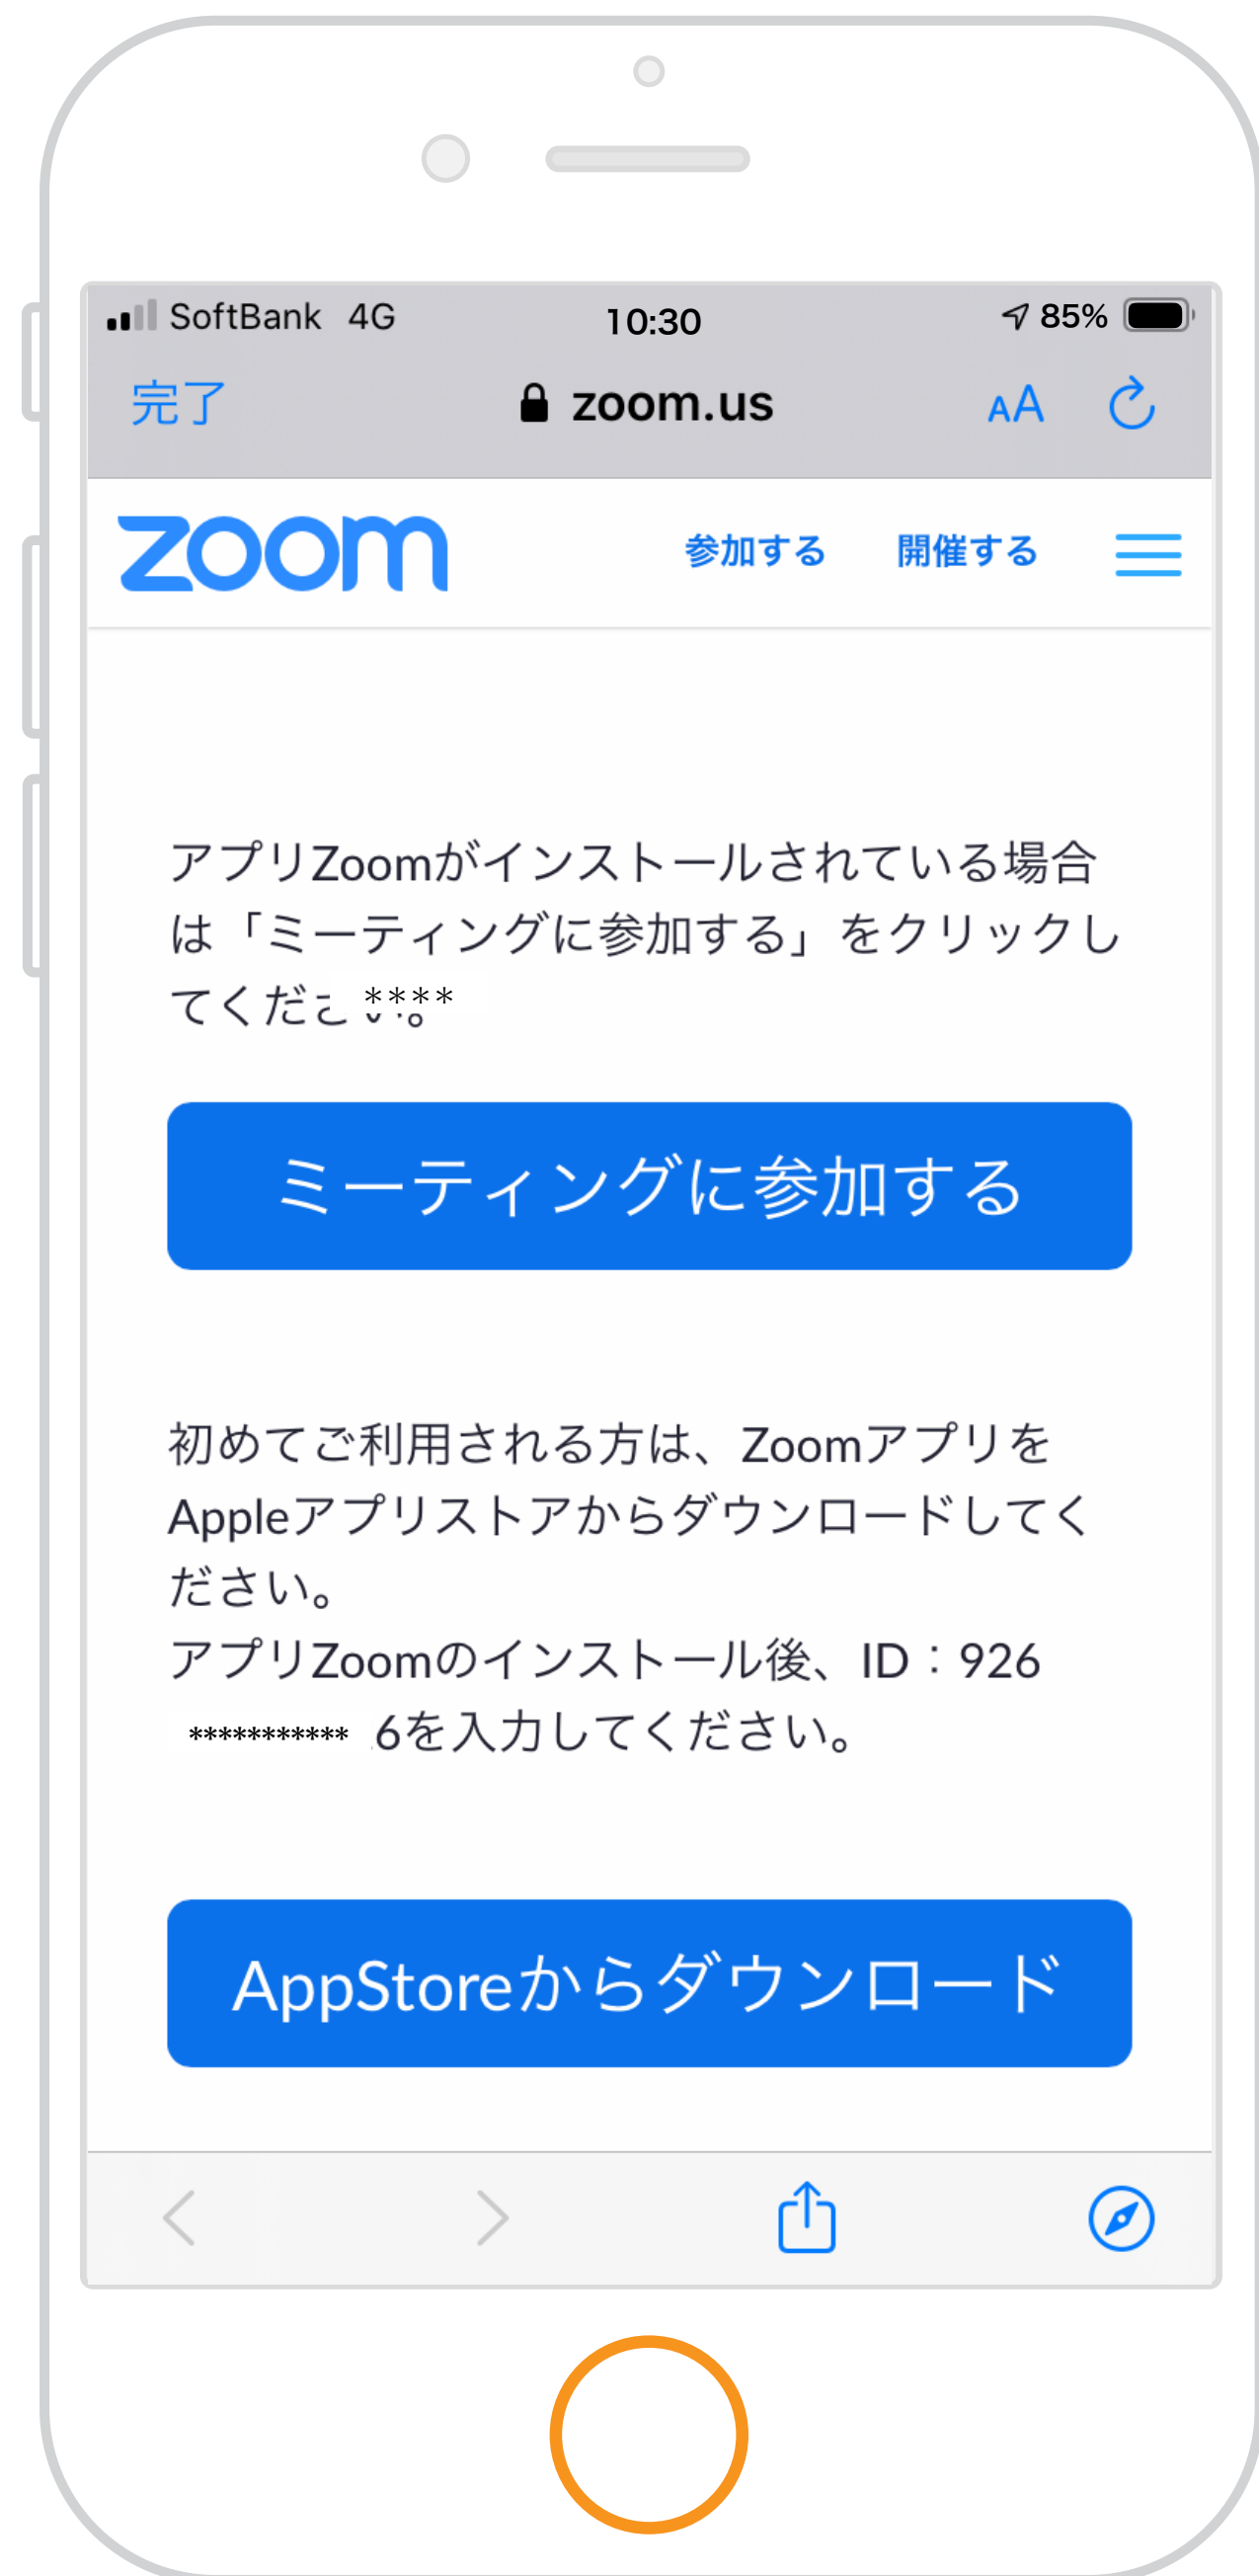 SoftBank 4G 10:30 85%
完了 zoom.us AA
zoom 参加する 開催する
アプリZoomがインストールされている場合
は「ミーティングに参加する」をクリックし
てくださ ****い。
ミーティングに参加する
初めてご利用される方は、Zoomアプリを
Appleアプリストアからダウンロードしてく
ださい。
アプリZoomのインストール後、ID：926
*********** 6を入力してください。
AppStoreからダウンロード